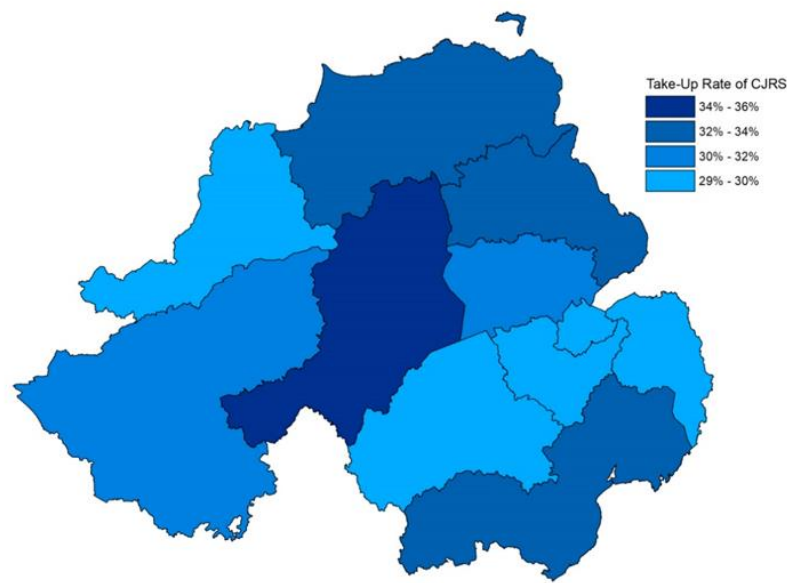 Take-Up Rate of CJRS
34% - 36%
32% - 34%
30% - 32%
29% - 30%